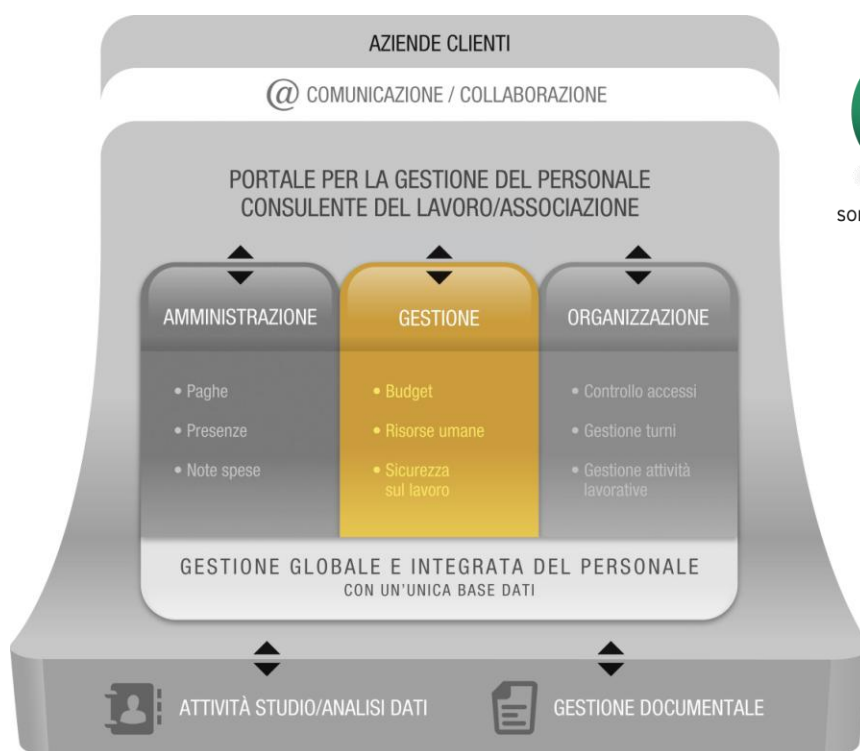 AZIENDE CLIENTI
@ COMUNICAZIONE / COLLABORAZIONE
PORTALE PER LA GESTIONE DEL PERSONALE
CONSULENTE DEL LAVORO/ASSOCIAZIONE
AMMINISTRAZIONE
• Paghe
• Presenze
• Note spese
GESTIONE
• Budget
• Risorse umane
• Sicurezza
sul lavoro
ORGANIZZAZIONE
• Controllo accessi
• Gestione turni
• Gestione attività
lavorative
GESTIONE GLOBALE E INTEGRATA DEL PERSONALE
CON UN'UNICA BASE DATI
ATTIVITÀ STUDIO/ANALISI DATI
GESTIONE DOCUMENTALE